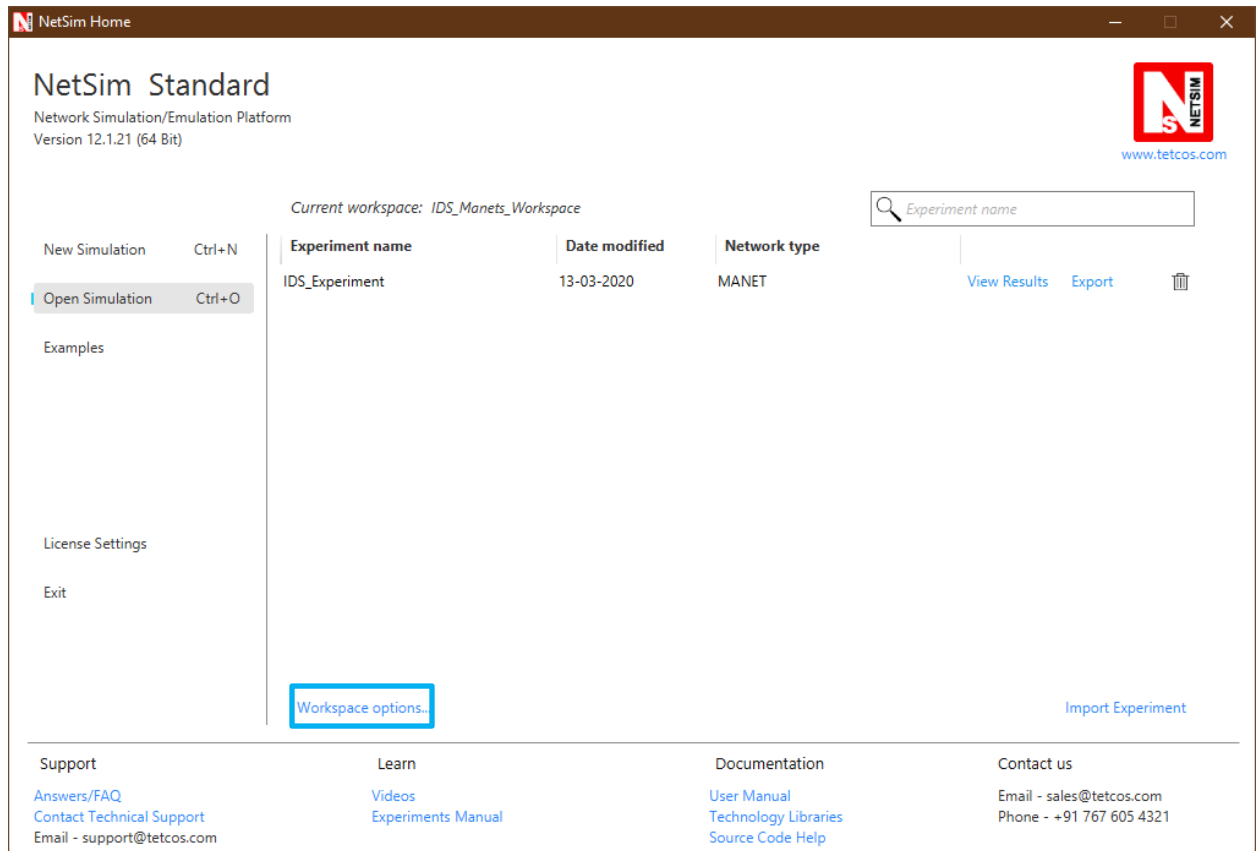 NetSim Home
NetSim Standard
Network Simulation/Emulation Platform
Version 12.1.21 (64 Bit)
NETSIM
N
S
www.tetcos.com
Current workspace: IDS_Manets_Workspace
Experiment name
New Simulation Ctrl+N
Open Simulation Ctrl+O
Examples
License Settings
Exit
Experiment name Date modified Network type
IDS_Experiment 13-03-2020 MANET View Results Export
Workspace options...
Import Experiment
Support
Answers/FAQ
Contact Technical Support
Email - support@tetcos.com
Learn
Videos
Experiments Manual
Documentation
User Manual
Technology Libraries
Source Code Help
Contact us
Email - sales@tetcos.com
Phone - +91 767 605 4321